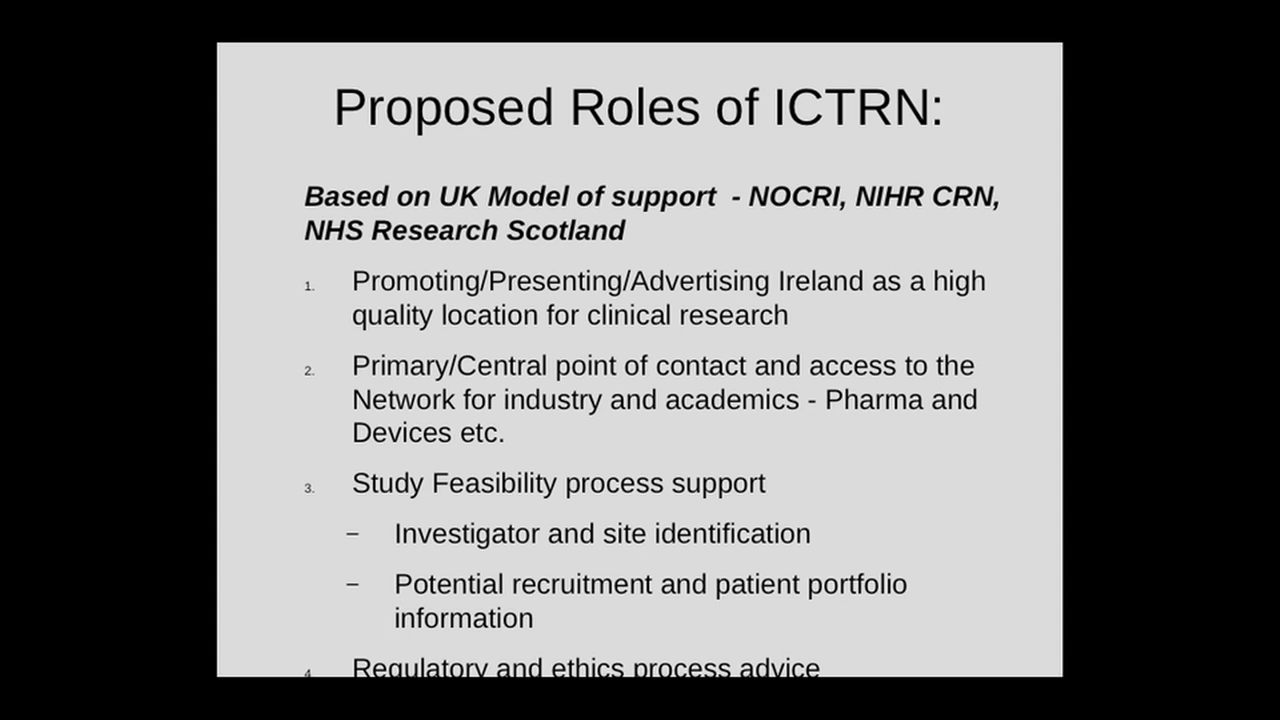 Proposed Roles of ICTRN:
Based on UK Model of support - NOCRI, NIHR CRN,
NHS Research Scotland
1. Promoting/Presenting/Advertising Ireland as a high
quality location for clinical research
2. Primary/Central point of contact and access to the
Network for industry and academics - Pharma and
Devices etc.
3. Study Feasibility process support
– Investigator and site identification
– Potential recruitment and patient portfolio
information
4. Regulatory and ethics process advice